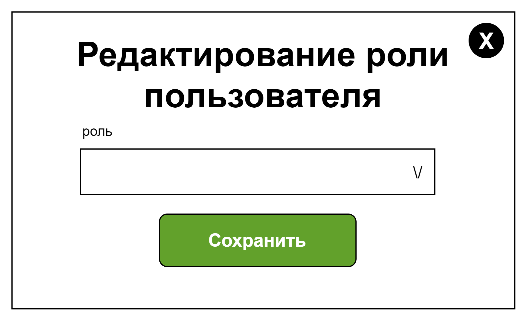 X
Редактирование роли
пользователя
роль
\/
Сохранить